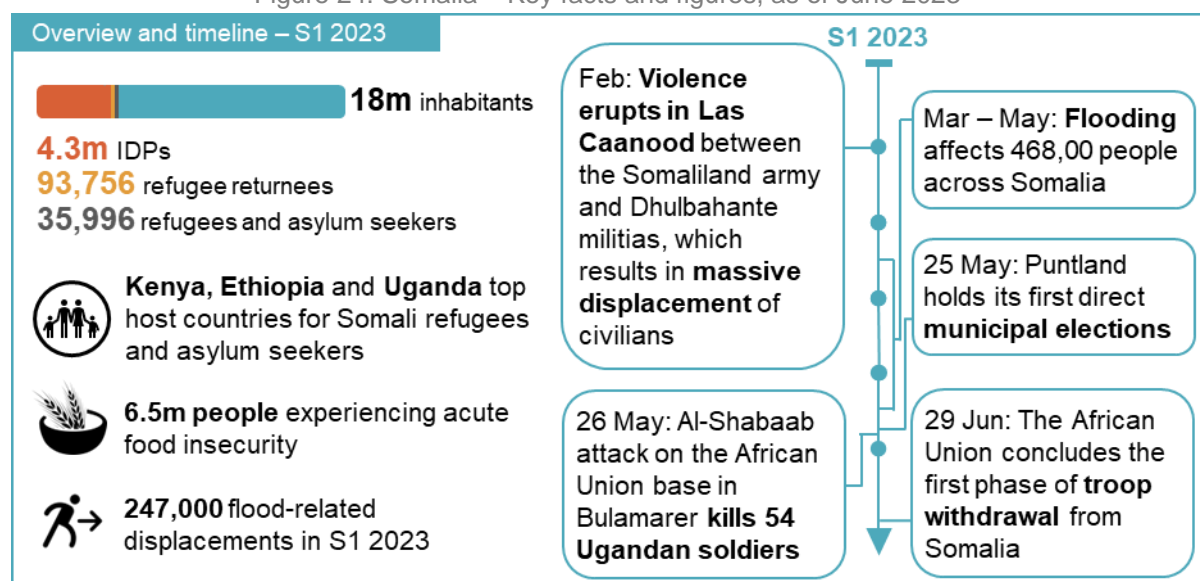 Overview and timeline – S1 2023
18m inhabitants
4.3m IDPs
93,756 refugee returnees
35,996 refugees and asylum seekers
Kenya, Ethiopia and Uganda top
host countries for Somali refugees
and asylum seekers
6.5m people experiencing acute
food insecurity
247,000 flood-related
displacements in S1 2023
S1 2023
Feb: Violence
erupts in Las
Caanood between
the Somaliland army
and Dhulbahante
militias, which
results in massive
displacement of
civilians
Mar – May: Flooding
affects 468,00 people
across Somalia
25 May: Puntland
holds its first direct
municipal elections
26 May: Al-Shabaab
attack on the African
Union base in
Bulamarer kills 54
Ugandan soldiers
29 Jun: The African
Union concludes the
first phase of troop
withdrawal from
Somalia